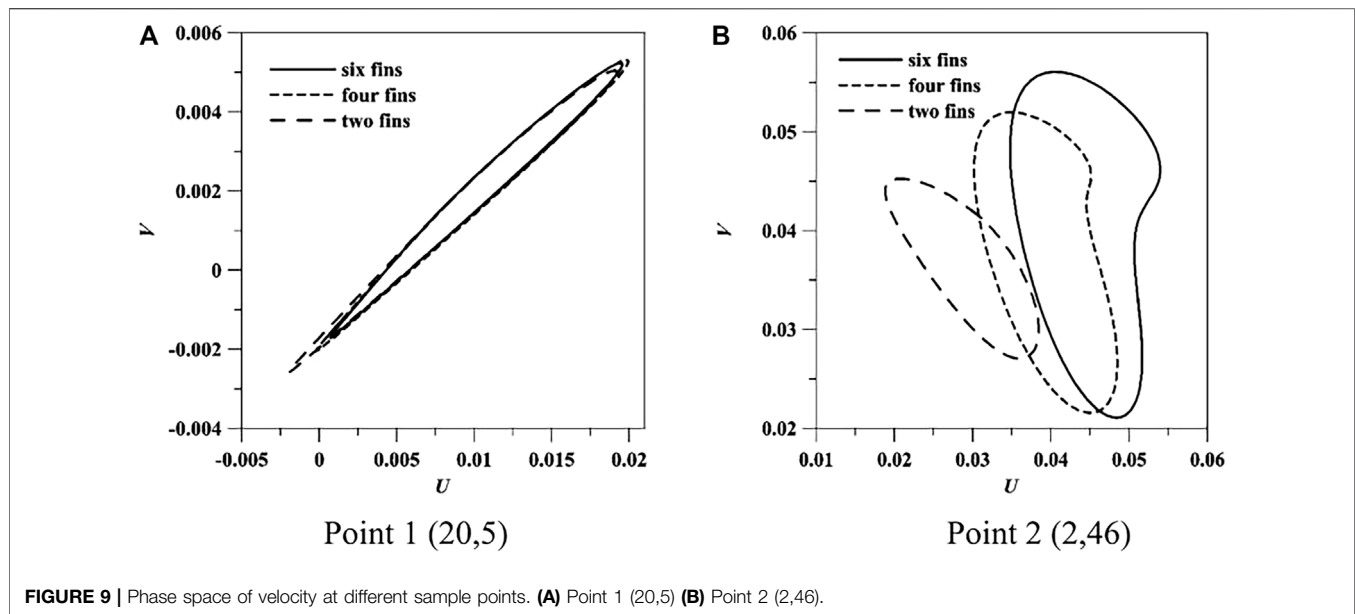 A
0.006
0.004
0.002
0
-0.002
-0.004
V
six fins
four fins
two fins
-0.005
0
0.005
0.01
0.015
0.02
U
Point 1 (20,5)
B
0.06
0.05
0.04
0.03
0.02
V
six fins
four fins
two fins
0.01
0.02
0.03
0.04
0.05
0.06
U
Point 2 (2,46)
FIGURE 9 | Phase space of velocity at different sample points. (A) Point 1 (20,5) (B) Point 2 (2,46).